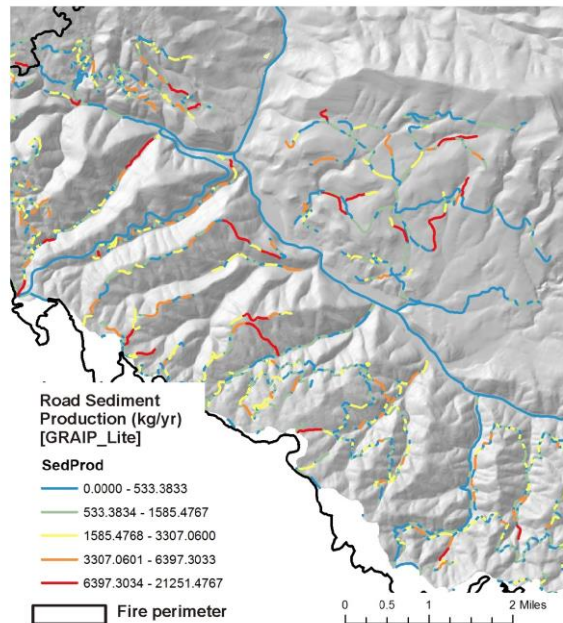 Road Sediment
Production (kg/yr)
[GRAIP_Lite]
SedProd
0.0000 - 533.3833
533.3834 - 1585.4767
1585.4768 - 3307.0600
3307.0601 - 6397.3033
6397.3034 - 21251.4767
Fire perimeter
0 0.5 1 2 Miles